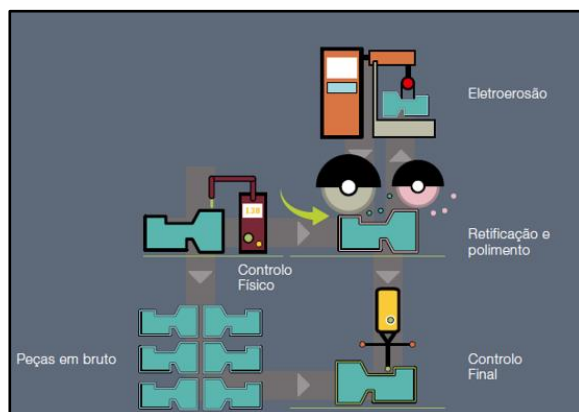 Eletroerosão
Retificação e
polimento
Controlo
Físico
Peças em bruto
Controlo
Final